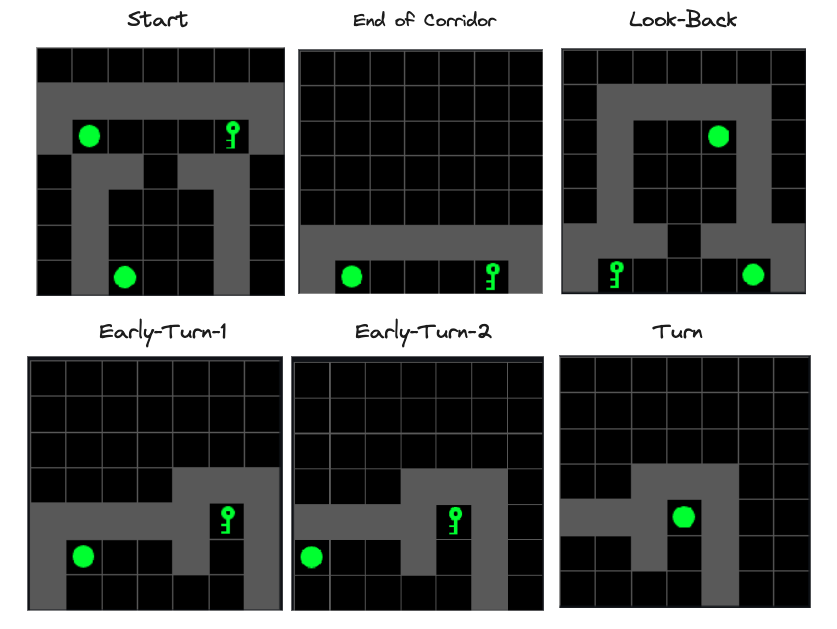 Start
End of Corridor
Look-Back
Early-Turn-1
Early-Turn-2
Turn